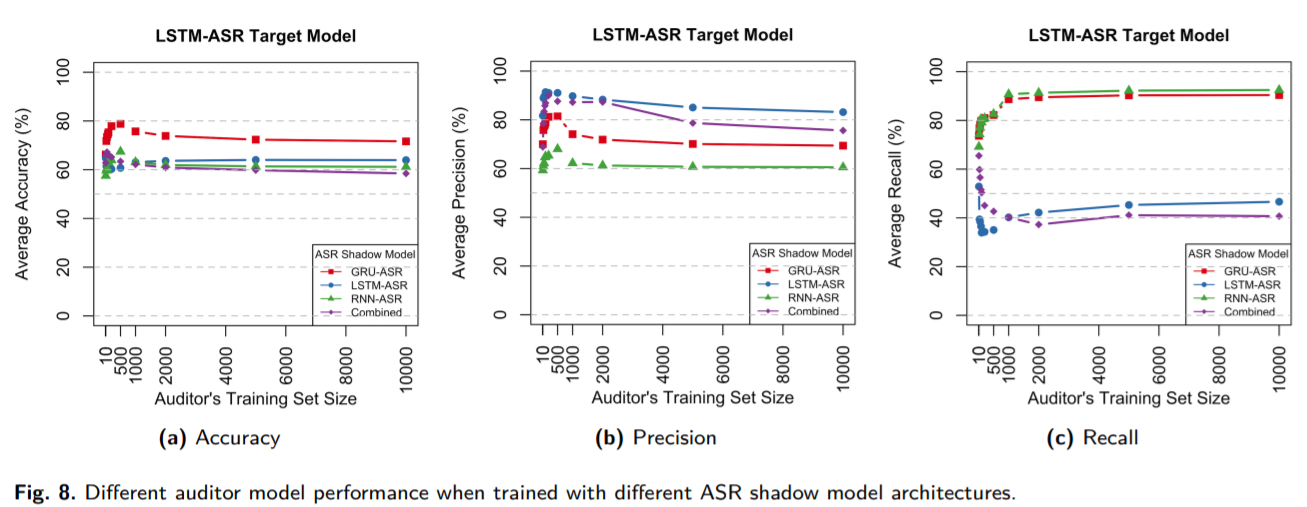 LSTM-ASR Target Model
Average Accuracy (%)
100
80
60
40
20
0
ASR Shadow Model
GRU-ASR
LSTM-ASR
RNN-ASR
Combined
10
500
1000
2000
4000
6000
8000
10000
Auditor's Training Set Size
(a) Accuracy
LSTM-ASR Target Model
Average Precision (%)
100
80
60
40
20
0
ASR Shadow Model
GRU-ASR
LSTM-ASR
RNN-ASR
Combined
10
500
1000
2000
4000
6000
8000
10000
Auditor's Training Set Size
(b) Precision
LSTM-ASR Target Model
Average Recall (%)
100
80
60
40
20
0
ASR Shadow Model
GRU-ASR
LSTM-ASR
RNN-ASR
Combined
10
500
1000
2000
4000
6000
8000
10000
Auditor's Training Set Size
(c) Recall
Fig. 8. Different auditor model performance when trained with different ASR shadow model architectures.